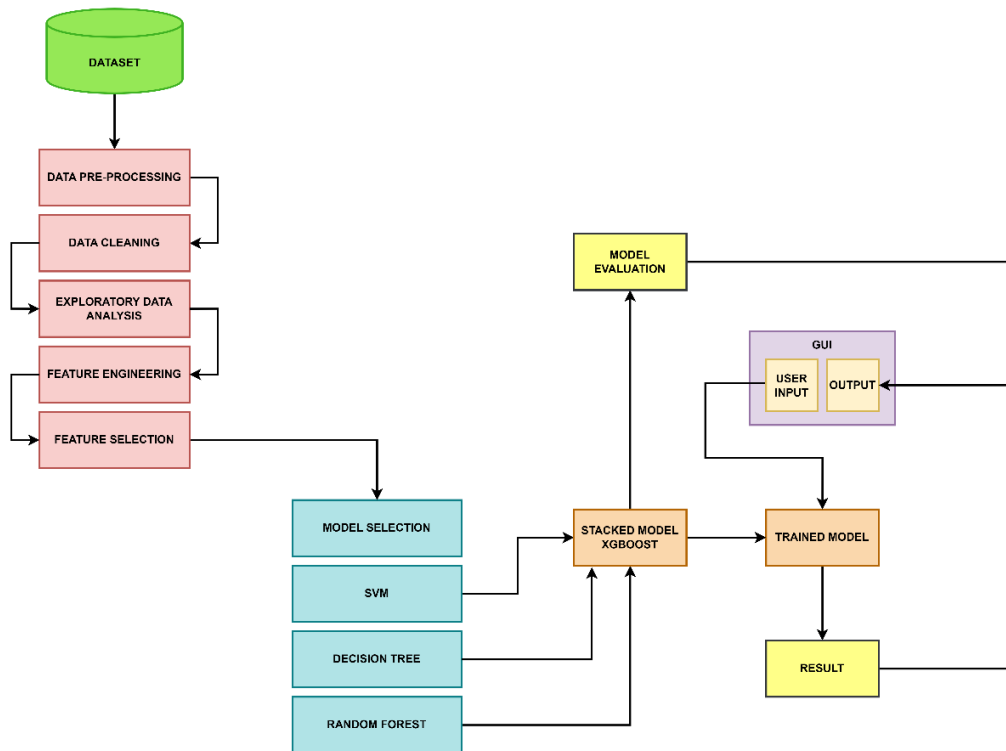 DATASET
DATA PRE-PROCESSING
DATA CLEANING
EXPLORATORY DATA
ANALYSIS
FEATURE ENGINEERING
FEATURE SELECTION
MODEL SELECTION
SVM
DECISION TREE
RANDOM FOREST
MODEL
EVALUATION
STACKED MODEL
XGBOOST
GUI
USER
INPUT
OUTPUT
TRAINED MODEL
RESULT